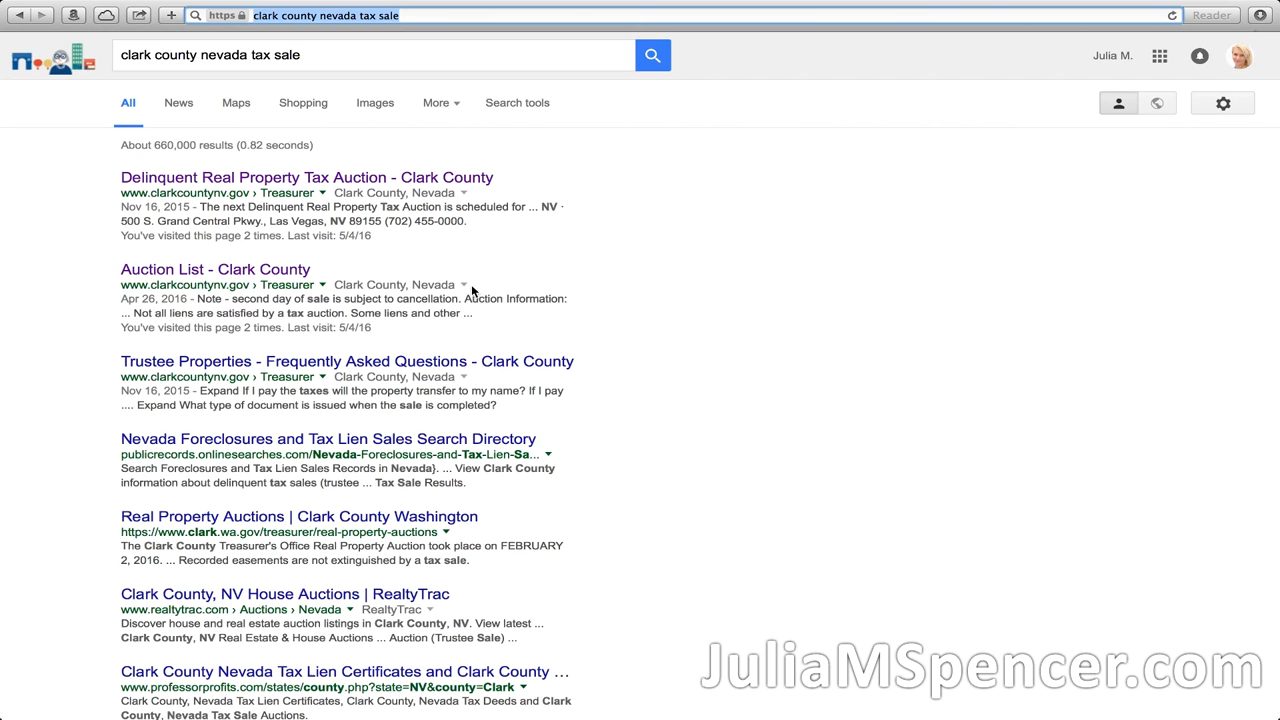 https clark county nevada tax sale Reader
clark county nevada tax sale Julia M.
All News Maps Shopping Images More Search tools
About 660,000 results (0.82 seconds)
Delinquent Real Property Tax Auction - Clark County
www.clarkcountynv.gov › Treasurer Clark County, Nevada
Nov 16, 2015 - The next Delinquent Real Property Tax Auction is scheduled for ... NV ·
500 S. Grand Central Pkwy., Las Vegas, NV 89155 (702) 455-0000.
You've visited this page 2 times. Last visit: 5/4/16
Auction List - Clark County
www.clarkcountynv.gov › Treasurer Clark County, Nevada
Apr 26, 2016 - Note - second day of sale is subject to cancellation. Auction Information:
... Not all liens are satisfied by a tax auction. Some liens and other ...
You've visited this page 2 times. Last visit: 5/4/16
Trustee Properties - Frequently Asked Questions - Clark County
www.clarkcountynv.gov › Treasurer Clark County, Nevada
Nov 16, 2015 - Expand If I pay the taxes will the property transfer to my name? If I pay
.... Expand What type of document is issued when the sale is completed?
Nevada Foreclosures and Tax Lien Sales Search Directory
publicrecords.onlinesearches.com/Nevada-Foreclosures-and-Tax-Lien-Sa...
Search Foreclosures and Tax Lien Sales Records in Nevada}. ... View Clark County
information about delinquent tax sales (trustee ... Tax Sale Results.
Real Property Auctions | Clark County Washington
https://www.clark.wa.gov/treasurer/real-property-auctions
The Clark County Treasurer's Office Real Property Auction took place on FEBRUARY
2, 2016. ... Recorded easements are not extinguished by a tax sale.
Clark County, NV House Auctions | RealtyTrac
www.realtytrac.com › Auctions › Nevada RealtyTrac
Discover house and real estate auction listings in Clark County, NV. View latest ...
Clark County, NV Real Estate & House Auctions ... Auction (Trustee Sale) ...
Clark County Nevada Tax Lien Certificates and Clark County ...
www.professorprofits.com/states/county.php?state=NV&county=Clark
Clark County, Nevada Tax Lien Certificates, Clark County, Nevada Tax Deeds and Clark
County, Nevada Tax Sale Auctions.
JuliaMSpencer.com